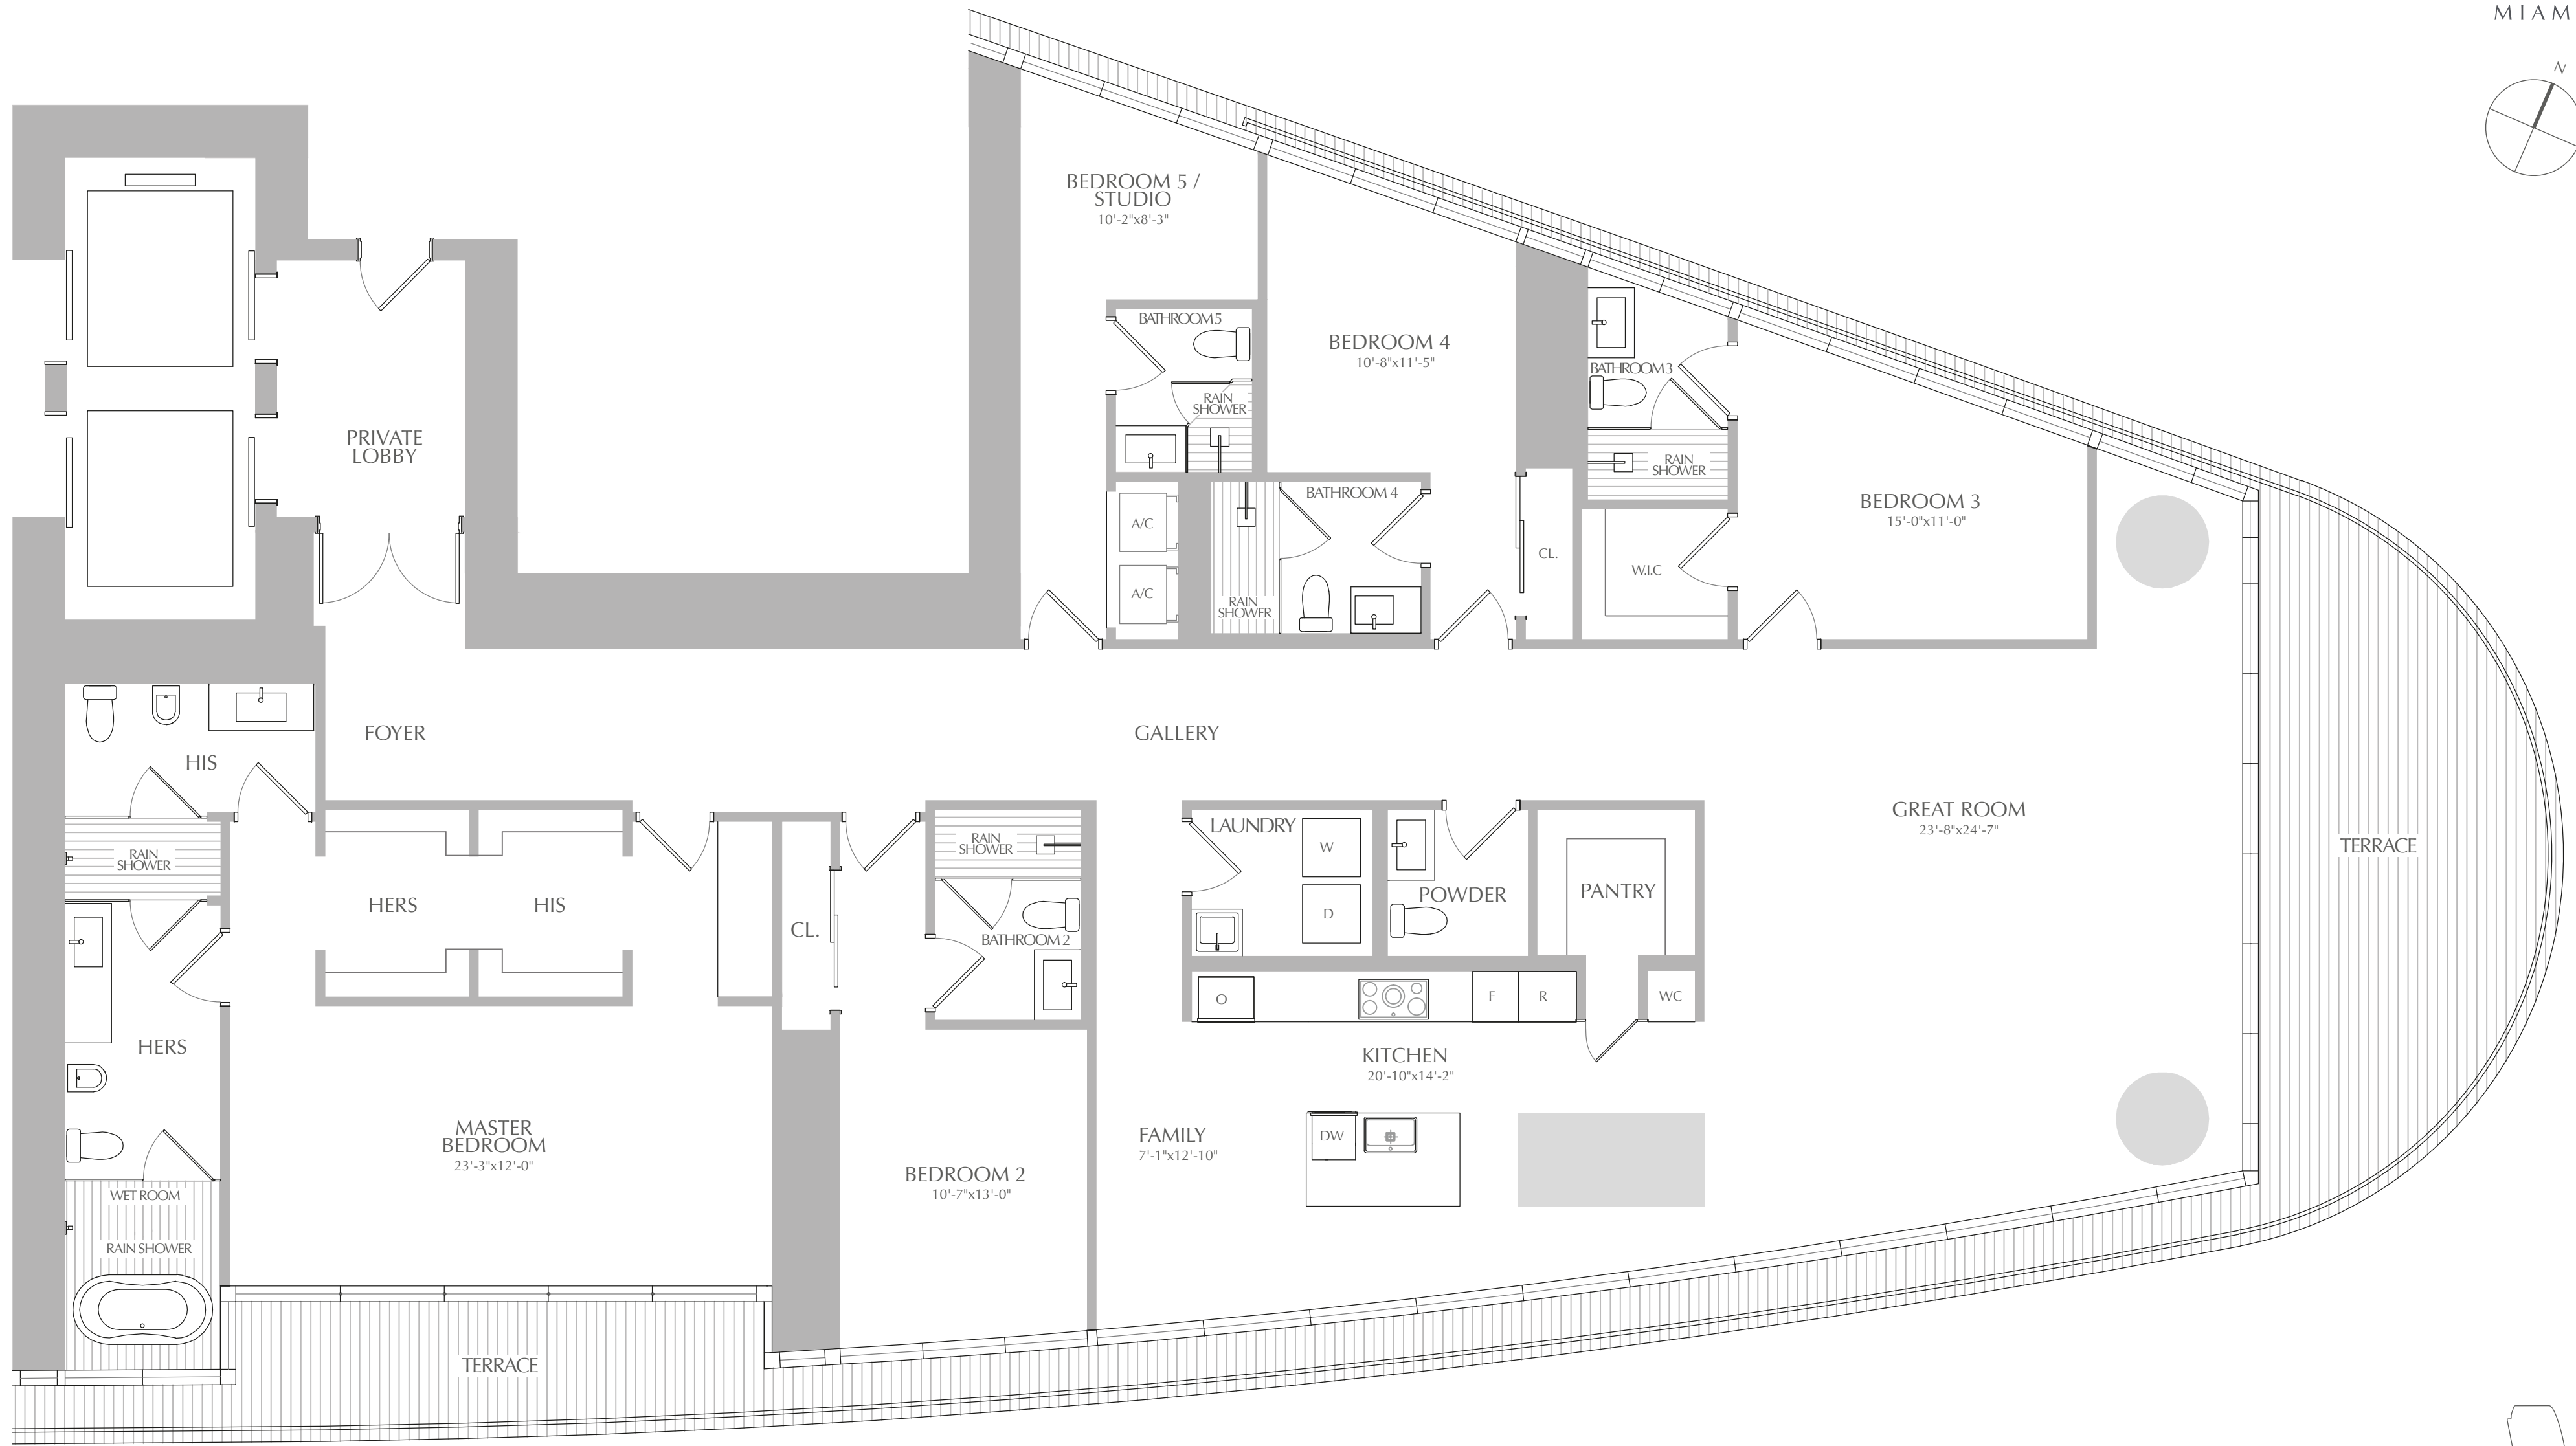 MIAM
N
BEDROOM 5 /
STUDIO
10'-2"x8'-3"
BATHROOM 5
RAIN
SHOWER
BEDROOM 4
10'-8"x11'-5"
BATHROOM 3
RAIN
SHOWER
PRIVATE
LOBBY
BATHROOM 4
BEDROOM 3
15'-0"x11'-0"
A/C
A/C
RAIN
SHOWER
CL.
W.I.C
FOYER
GALLERY
HIS
RAIN
SHOWER
HERS
HIS
CL.
RAIN
SHOWER
BATHROOM 2
LAUNDRY
W
D
POWDER
PANTRY
GREAT ROOM
23'-8"x24'-7"
TERRACE
O
F
R
WC
HERS
KITCHEN
20'-10"x14'-2"
MASTER
BEDROOM
23'-3"x12'-0"
BEDROOM 2
10'-7"x13'-0"
FAMILY
7'-1"x12'-10"
DW
WET ROOM
RAIN SHOWER
TERRACE